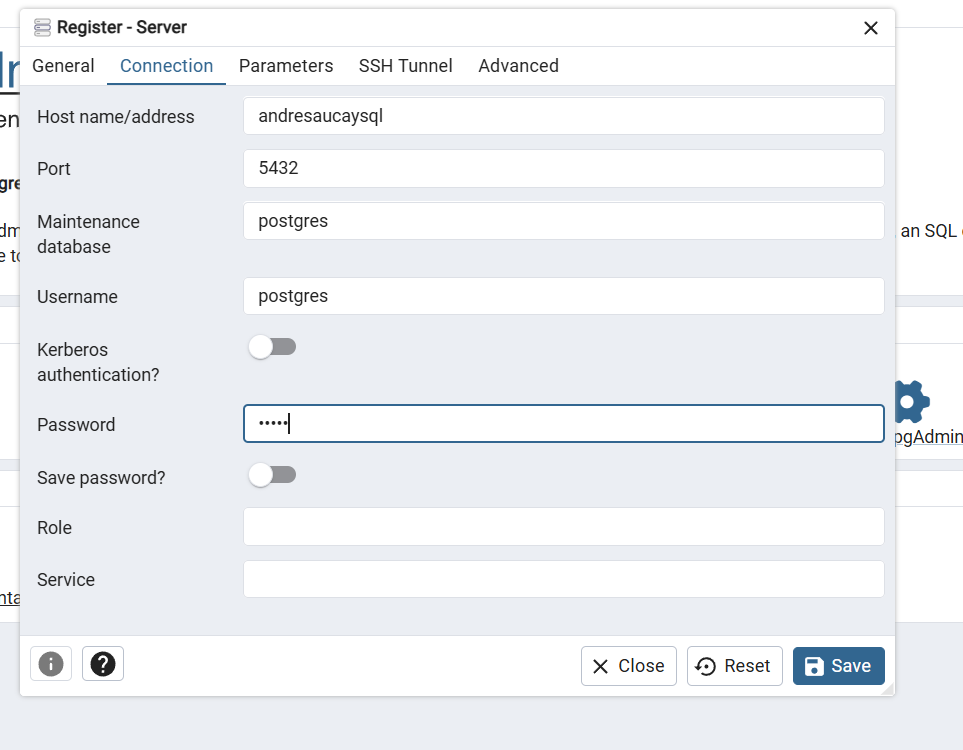 Register - Server
General Connection Parameters SSH Tunnel Advanced
Host name/address andresaucaysql
Port 5432
Maintenance
database
postgres
Username postgres
Kerberos
authentication?
Password •••••
Save password?
Role
Service
Close Reset Save
an SQL
pgAdmin